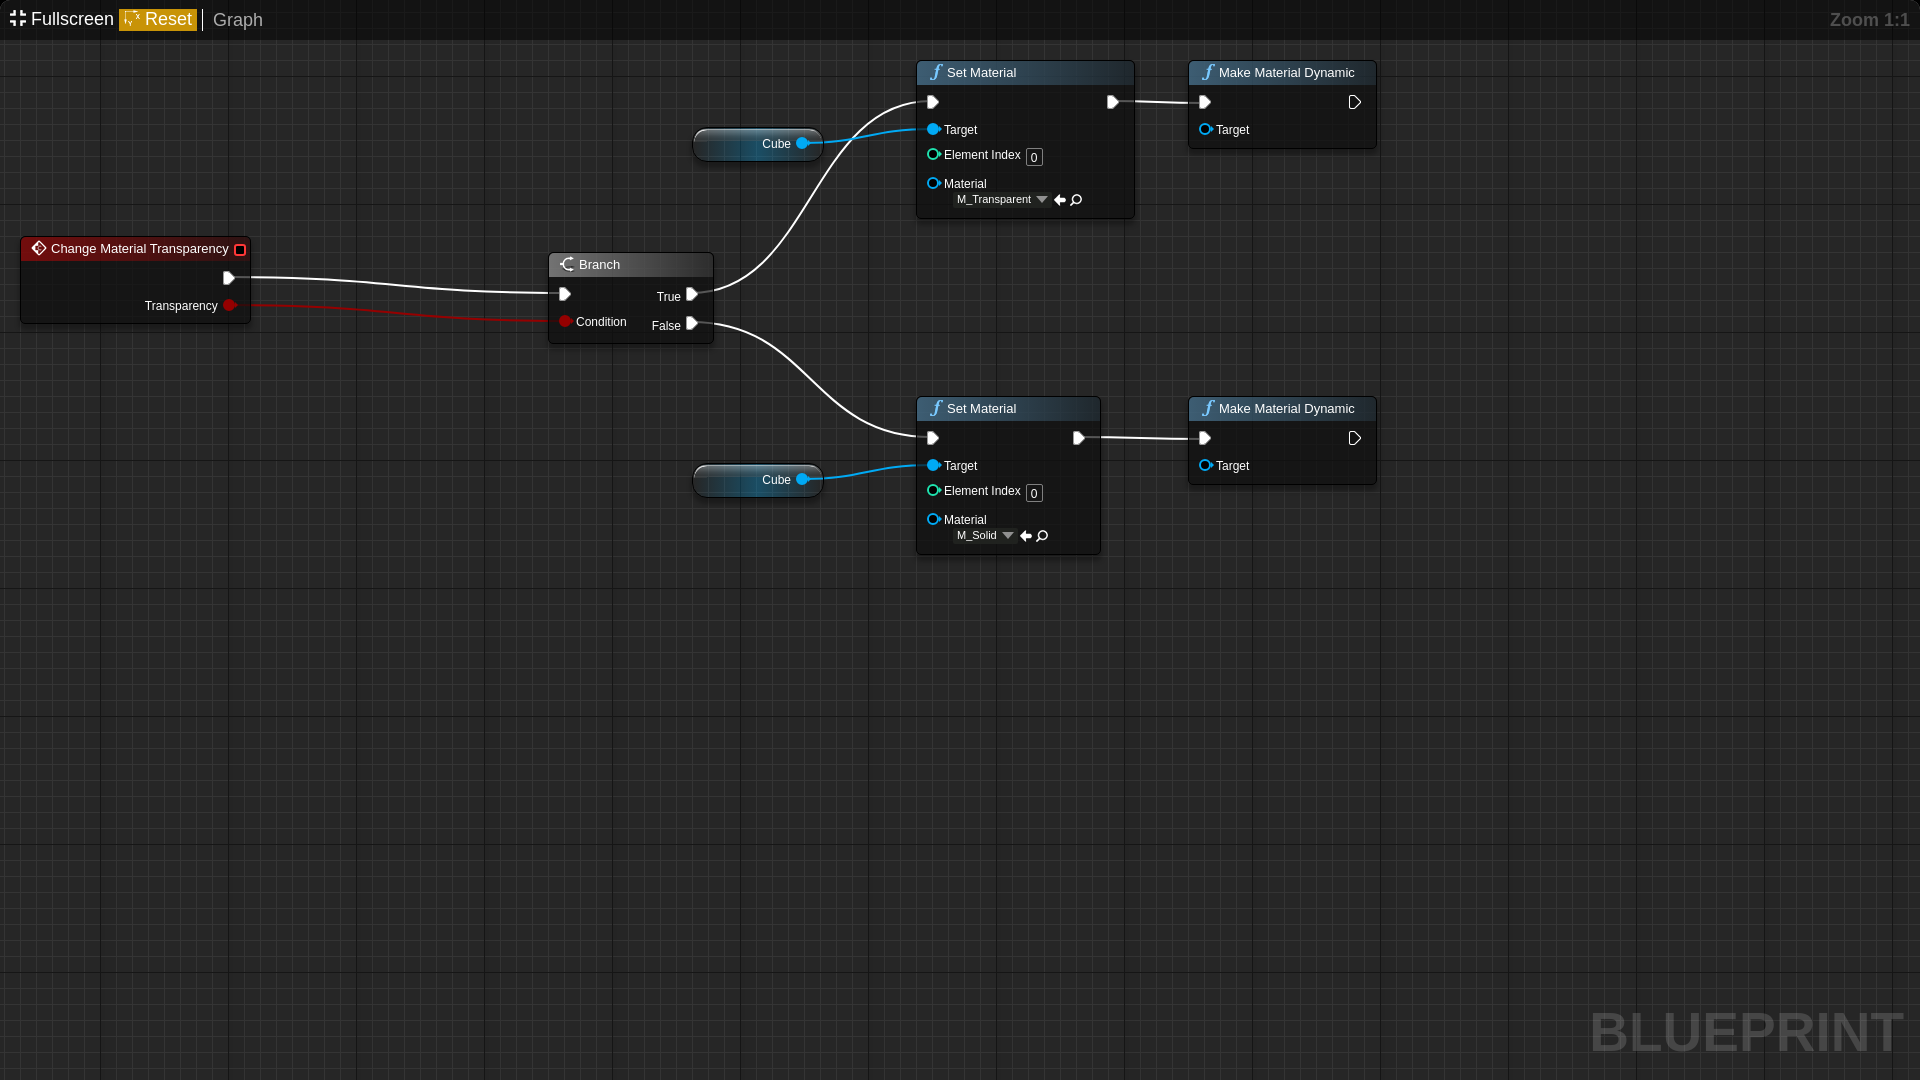 Fullscreen Reset Graph Zoom 1:1
Set Material
Target
Element Index 0
Material
M_Transparent
Make Material Dynamic
Target
Cube
Change Material Transparency
Transparency
Branch
True
Condition
False
Set Material
Target
Element Index 0
Material
M_Solid
Make Material Dynamic
Target
Cube
BLUEPRINT